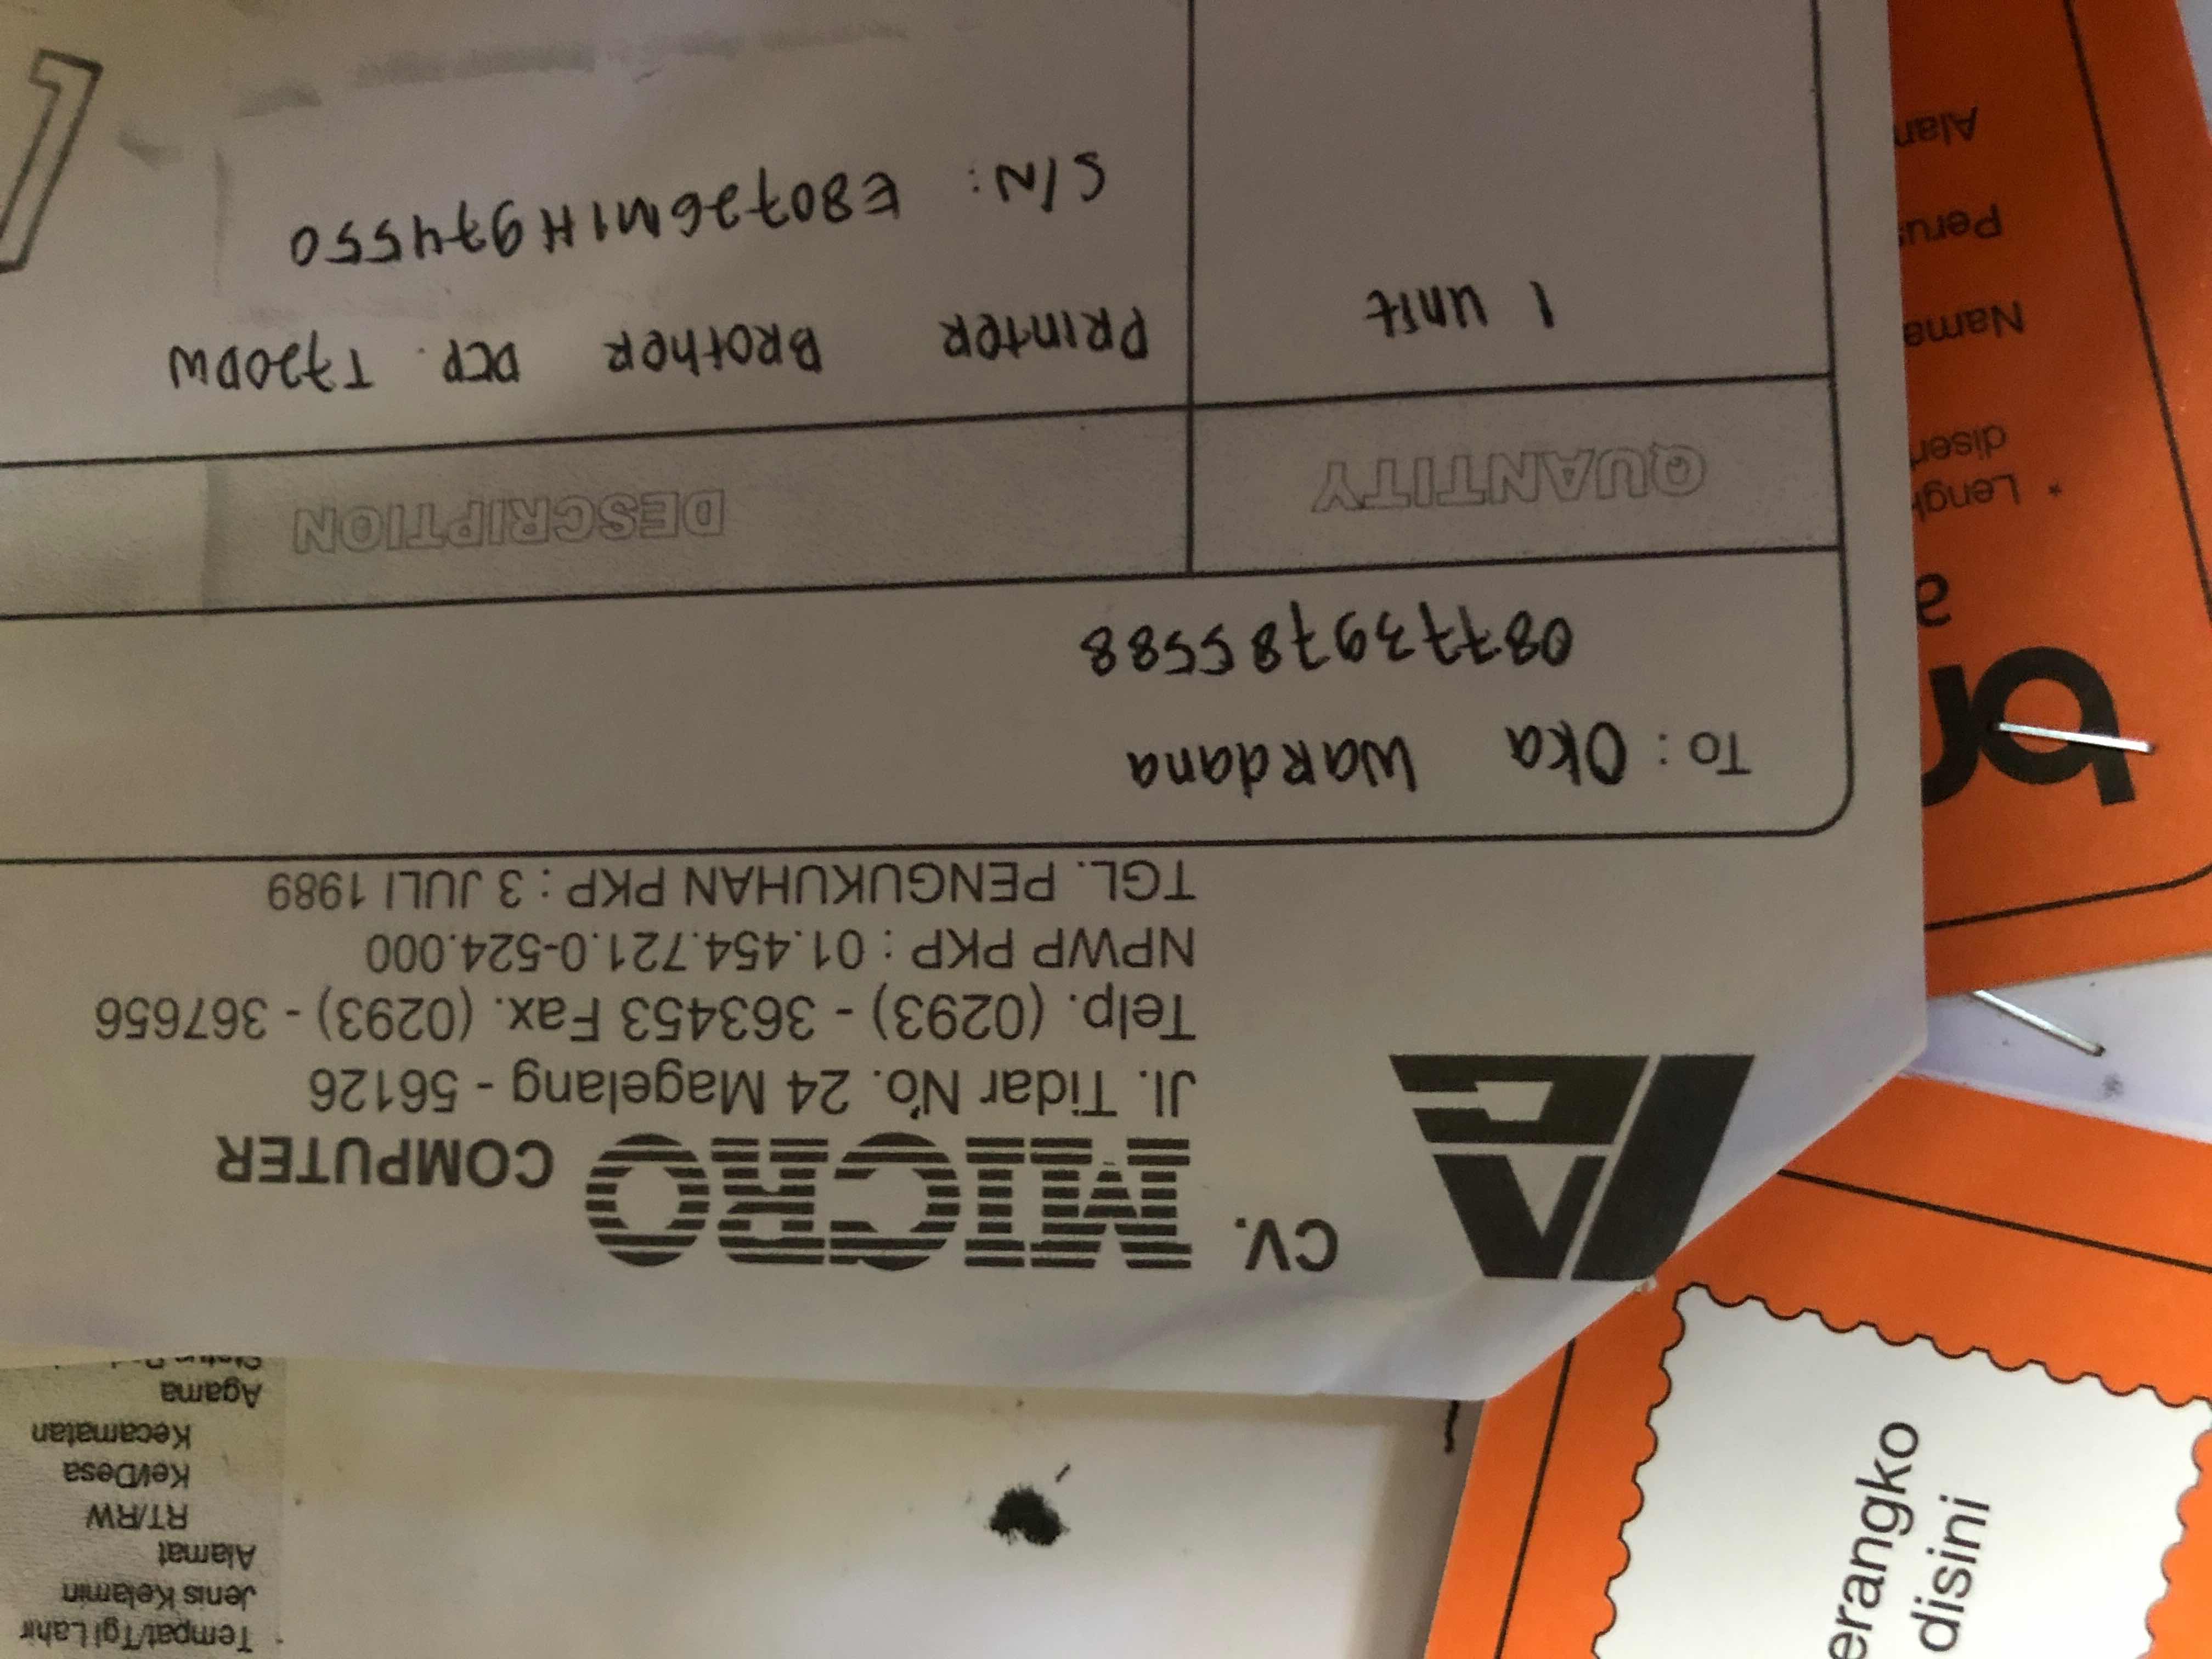 CV. MICRO COMPUTER
Jl. Tidar No. 24 Magelang - 56126
Telp. (0293) - 363453 Fax. (0293) - 367656
NPWP PKP : 01.454.721.0-524.000
TGL. PENGUKUHAN PKP : 3 JULI 1989
To : Oka Wardana
087739785588
QUANTITY DESCRIPTION
1 unit Printer Brother DCP. T720DW
S/N: E80726M1H974550
Tempat/Tgl Lahir
Jenis Kelamin
Alamat
RT/RW
Kel/Desa
Kecamatan
Agama
br
a
* Lengk
diser
Nama
Perus
Alam
erangko
disini